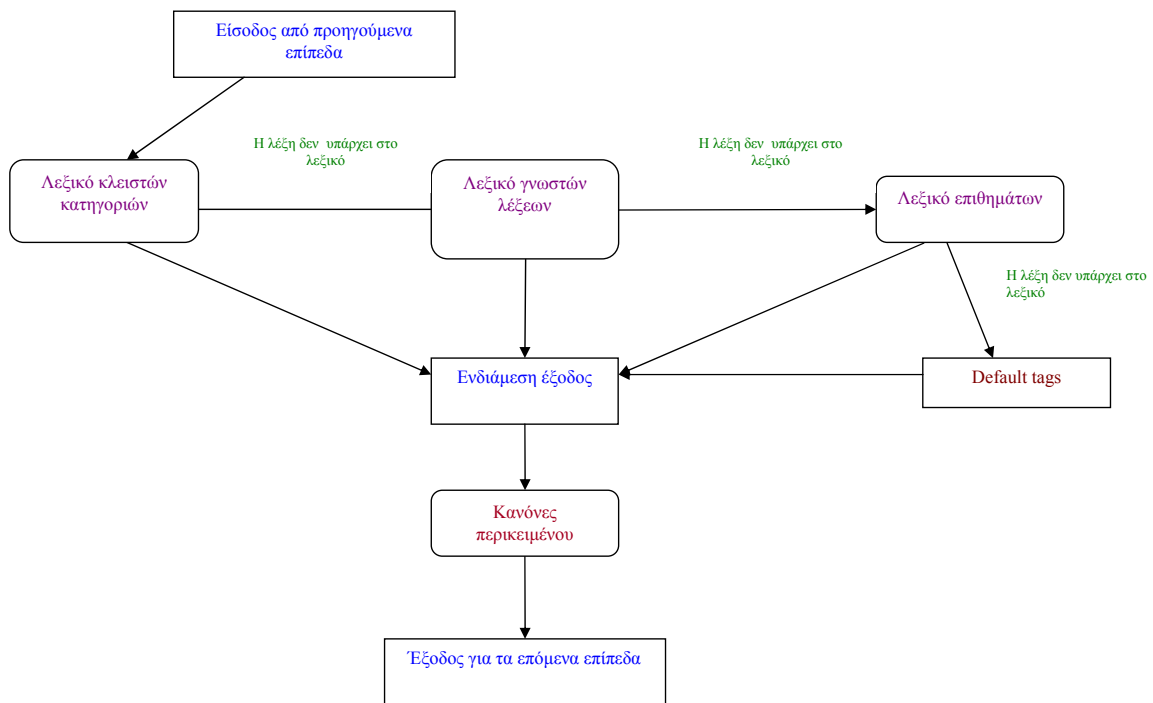 Είσοδος από προηγούμενα
επίπεδα
Η λέξη δεν υπάρχει στο
λεξικό
Η λέξη δεν υπάρχει στο
λεξικό
Λεξικό κλειστών
κατηγοριών
Λεξικό γνωστών
λέξεων
Λεξικό επιθημάτων
Η λέξη δεν υπάρχει στο
λεξικό
Ενδιάμεση έξοδος
Default tags
Κανόνες
περικειμένου
Έξοδος για τα επόμενα επίπεδα